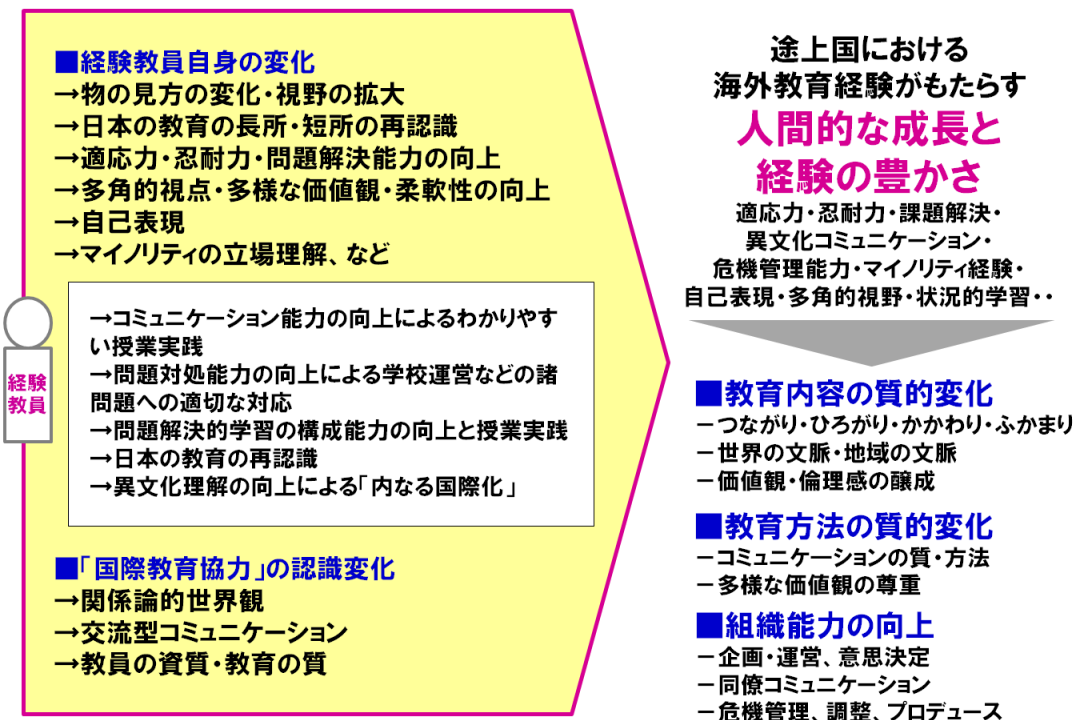 ■経験教員自身の変化
→物の見方の変化・視野の拡大
→日本の教育の長所・短所の再認識
→適応力・忍耐力・問題解決能力の向上
→多角的視点・多様な価値観・柔軟性の向上
→自己表現
→マイノリティの立場理解、など
→コミュニケーション能力の向上によるわかりやす
い授業実践
→問題対処能力の向上による学校運営などの諸
問題への適切な対応
→問題解決的学習の構成能力の向上と授業実践
→日本の教育の再認識
→異文化理解の向上による「内なる国際化」
経験
教員
■「国際教育協力」の認識変化
→関係論的世界観
→交流型コミュニケーション
→教員の資質・教育の質
途上国における
海外教育経験がもたらす
人間的な成長と
経験の豊かさ
適応力・忍耐力・課題解決・
異文化コミュニケーション・
危機管理能力・マイノリティ経験・
自己表現・多角的視野・状況的学習・・
■教育内容の質的変化
－つながり・ひろがり・かかわり・ふかまり
－世界の文脈・地域の文脈
－価値観・倫理感の醸成
■教育方法の質的変化
－コミュニケーションの質・方法
－多様な価値観の尊重
■組織能力の向上
－企画・運営、意思決定
－同僚コミュニケーション
－危機管理、調整、プロデュース